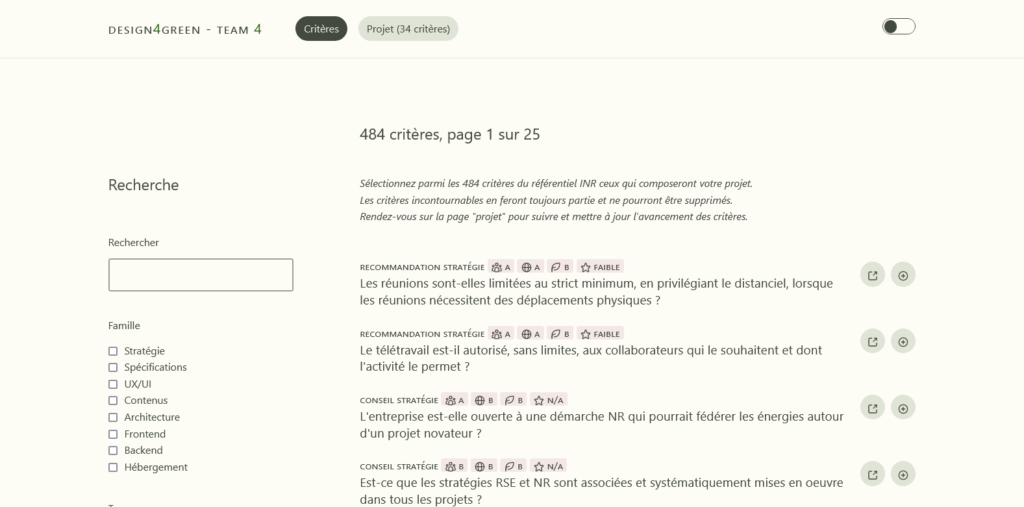 DESIGN4GREEN - TEAM 4
Critères
Projet (34 critères)
484 critères, page 1 sur 25
Recherche
Sélectionnez parmi les 484 critères du référentiel INR ceux qui composeront votre projet.
Les critères incontournables en feront toujours partie et ne pourront être supprimés.
Rendez-vous sur la page "projet" pour suivre et mettre à jour l'avancement des critères.
Rechercher
Famille
Stratégie
Spécifications
UX/UI
Contenus
Architecture
Frontend
Backend
Hébergement
RECOMMANDATION STRATÉGIE A A B FAIBLE
Les réunions sont-elles limitées au strict minimum, en privilégiant le distanciel, lorsque
les réunions nécessitent des déplacements physiques ?
RECOMMANDATION STRATÉGIE A A B FAIBLE
Le télétravail est-il autorisé, sans limites, aux collaborateurs qui le souhaitent et dont
l'activité le permet ?
CONSEIL STRATÉGIE A B B N/A
L'entreprise est-elle ouverte à une démarche NR qui pourrait fédérer les énergies autour
d'un projet novateur ?
CONSEIL STRATÉGIE B B B N/A
Est-ce que les stratégies RSE et NR sont associées et systématiquement mises en oeuvre
dans tous les projets ?